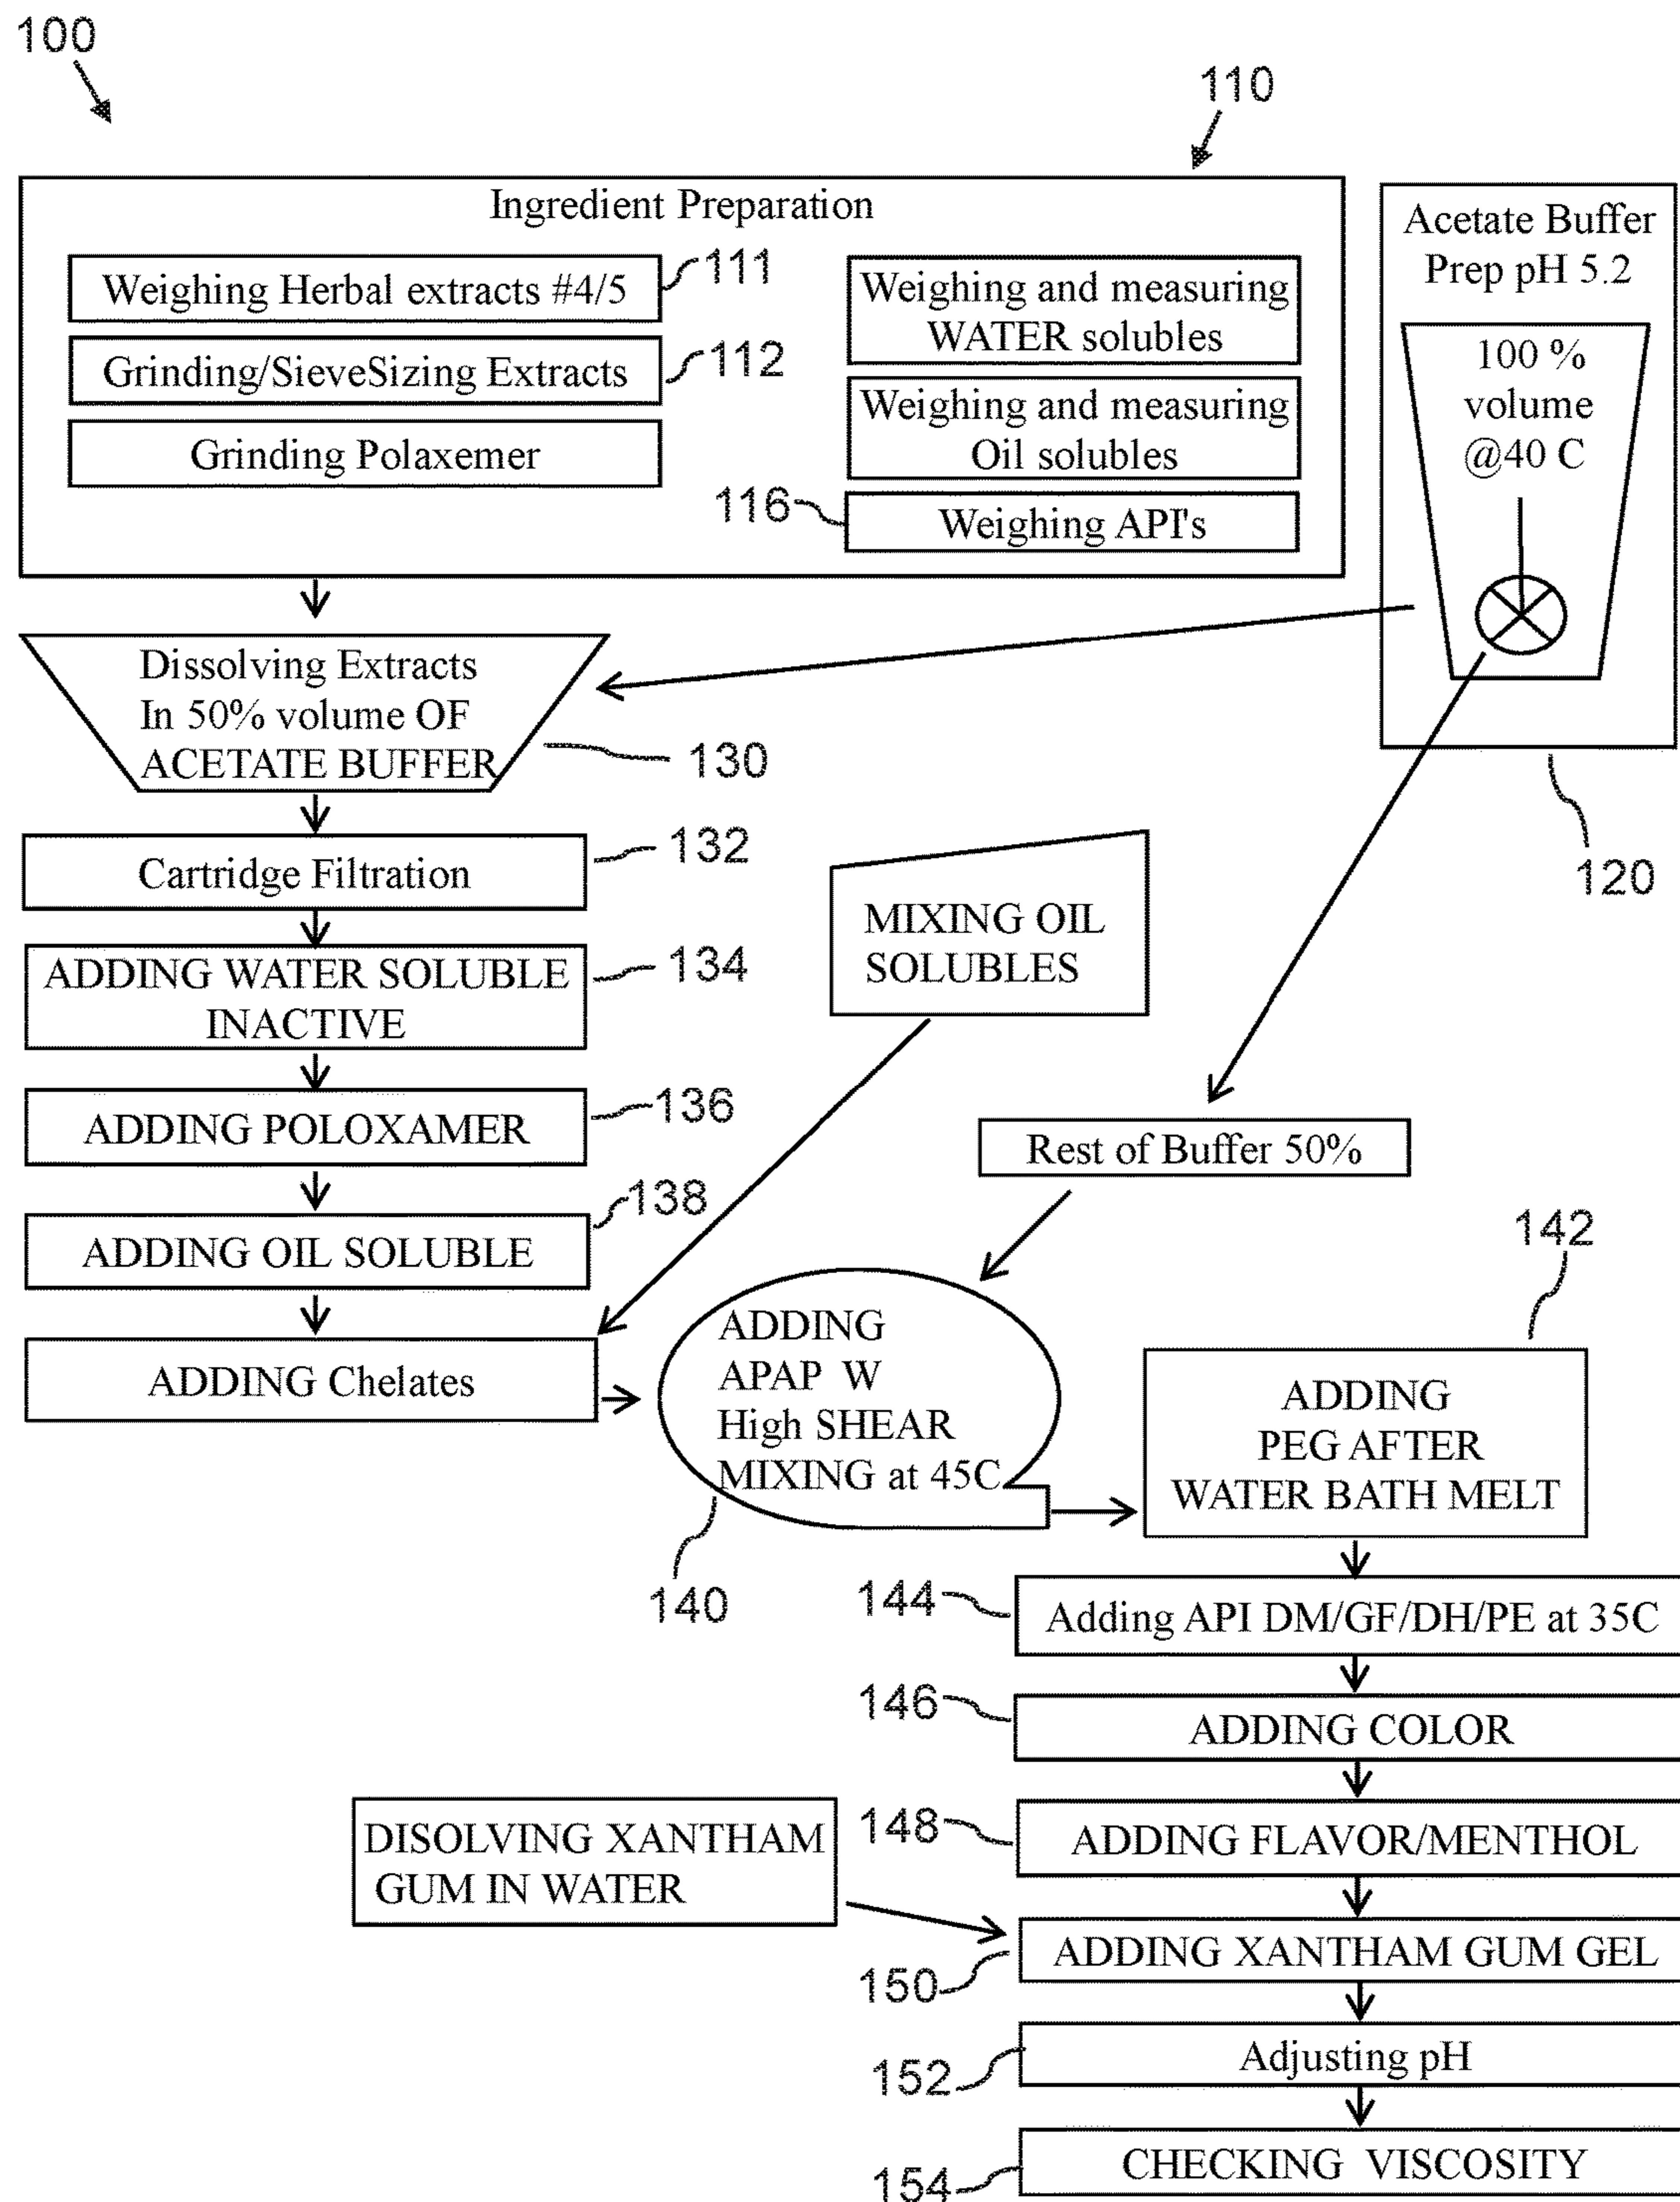 100
110
Ingredient Preparation
Weighing Herbal extracts #4/5
111
Grinding/SieveSizing Extracts
112
Grinding Polaxemer
Weighing and measuring
WATER solubles
Weighing and measuring
Oil solubles
116
Weighing API's
Acetate Buffer
Prep pH 5.2
100 %
volume
@40 C
120
Dissolving Extracts
In 50% volume OF
ACETATE BUFFER
130
Cartridge Filtration
132
ADDING WATER SOLUBLE
INACTIVE
134
ADDING POLOXAMER
136
ADDING OIL SOLUBLE
138
ADDING Chelates
MIXING OIL
SOLUBLES
Rest of Buffer 50%
ADDING
APAP W
High SHEAR
MIXING at 45C
140
142
ADDING
PEG AFTER
WATER BATH MELT
144
Adding API DM/GF/DH/PE at 35C
146
ADDING COLOR
148
ADDING FLAVOR/MENTHOL
DISOLVING XANTHAM
GUM IN WATER
150
ADDING XANTHAM GUM GEL
152
Adjusting pH
154
CHECKING VISCOSITY